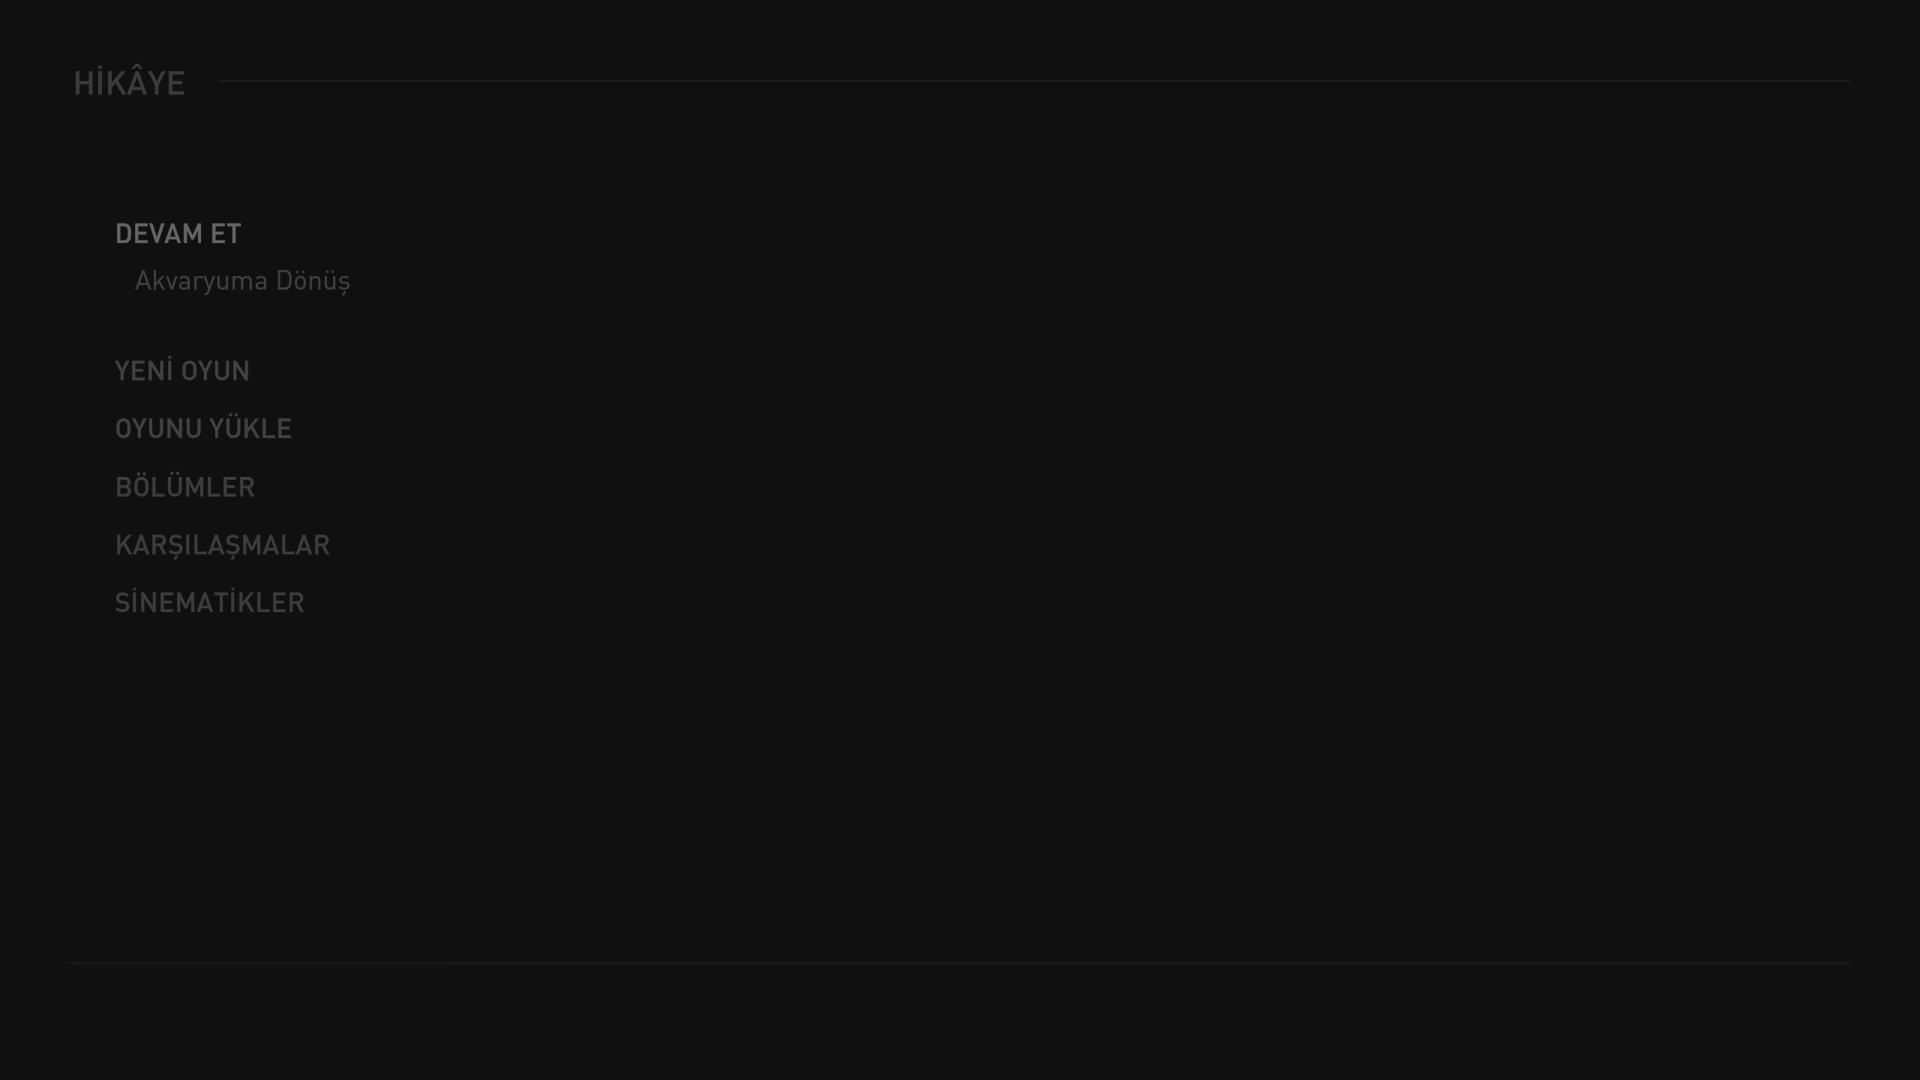 HİKÂYE
DEVAM ET
Akvaryuma Dönüş
YENİ OYUN
OYUNU YÜKLE
BÖLÜMLER
KARŞILAŞMALAR
SİNEMATİKLER